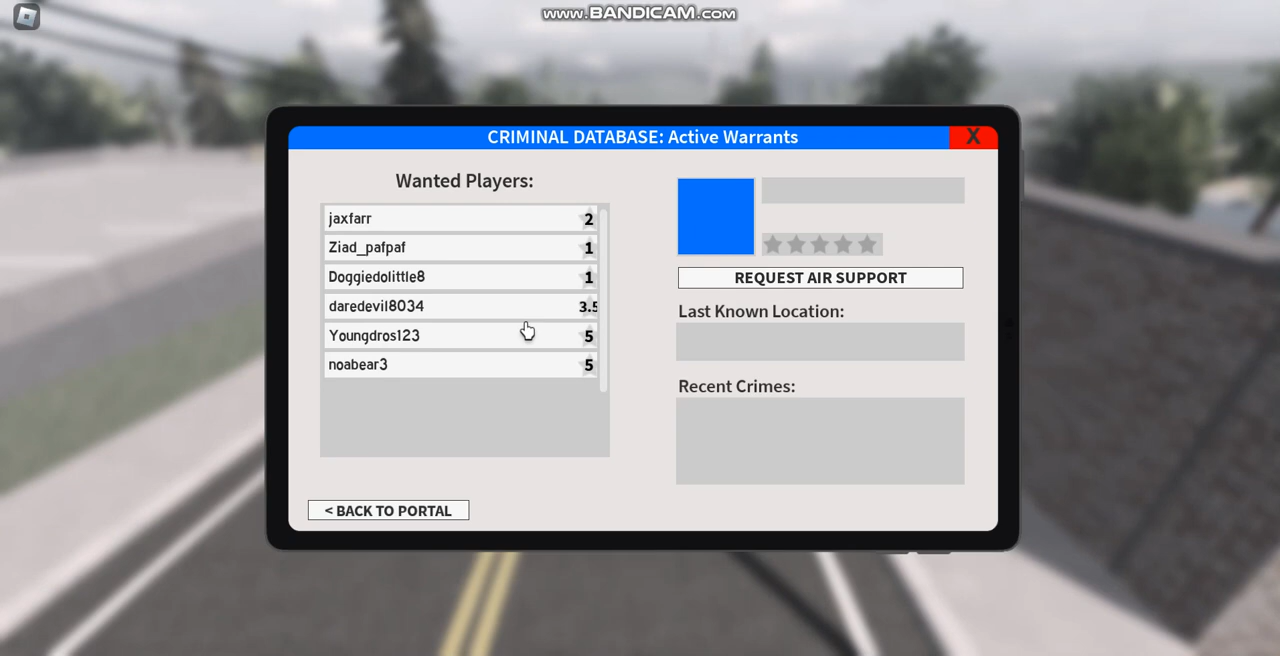 www.BANDICAM.com
CRIMINAL DATABASE: Active Warrants
X
Wanted Players:
jaxfarr 2
Ziad_pafpaf 1
Doggiedolittle8 1
daredevil8034 3.5
Youngdros123 5
noabear3 5
< BACK TO PORTAL
REQUEST AIR SUPPORT
Last Known Location:
Recent Crimes: